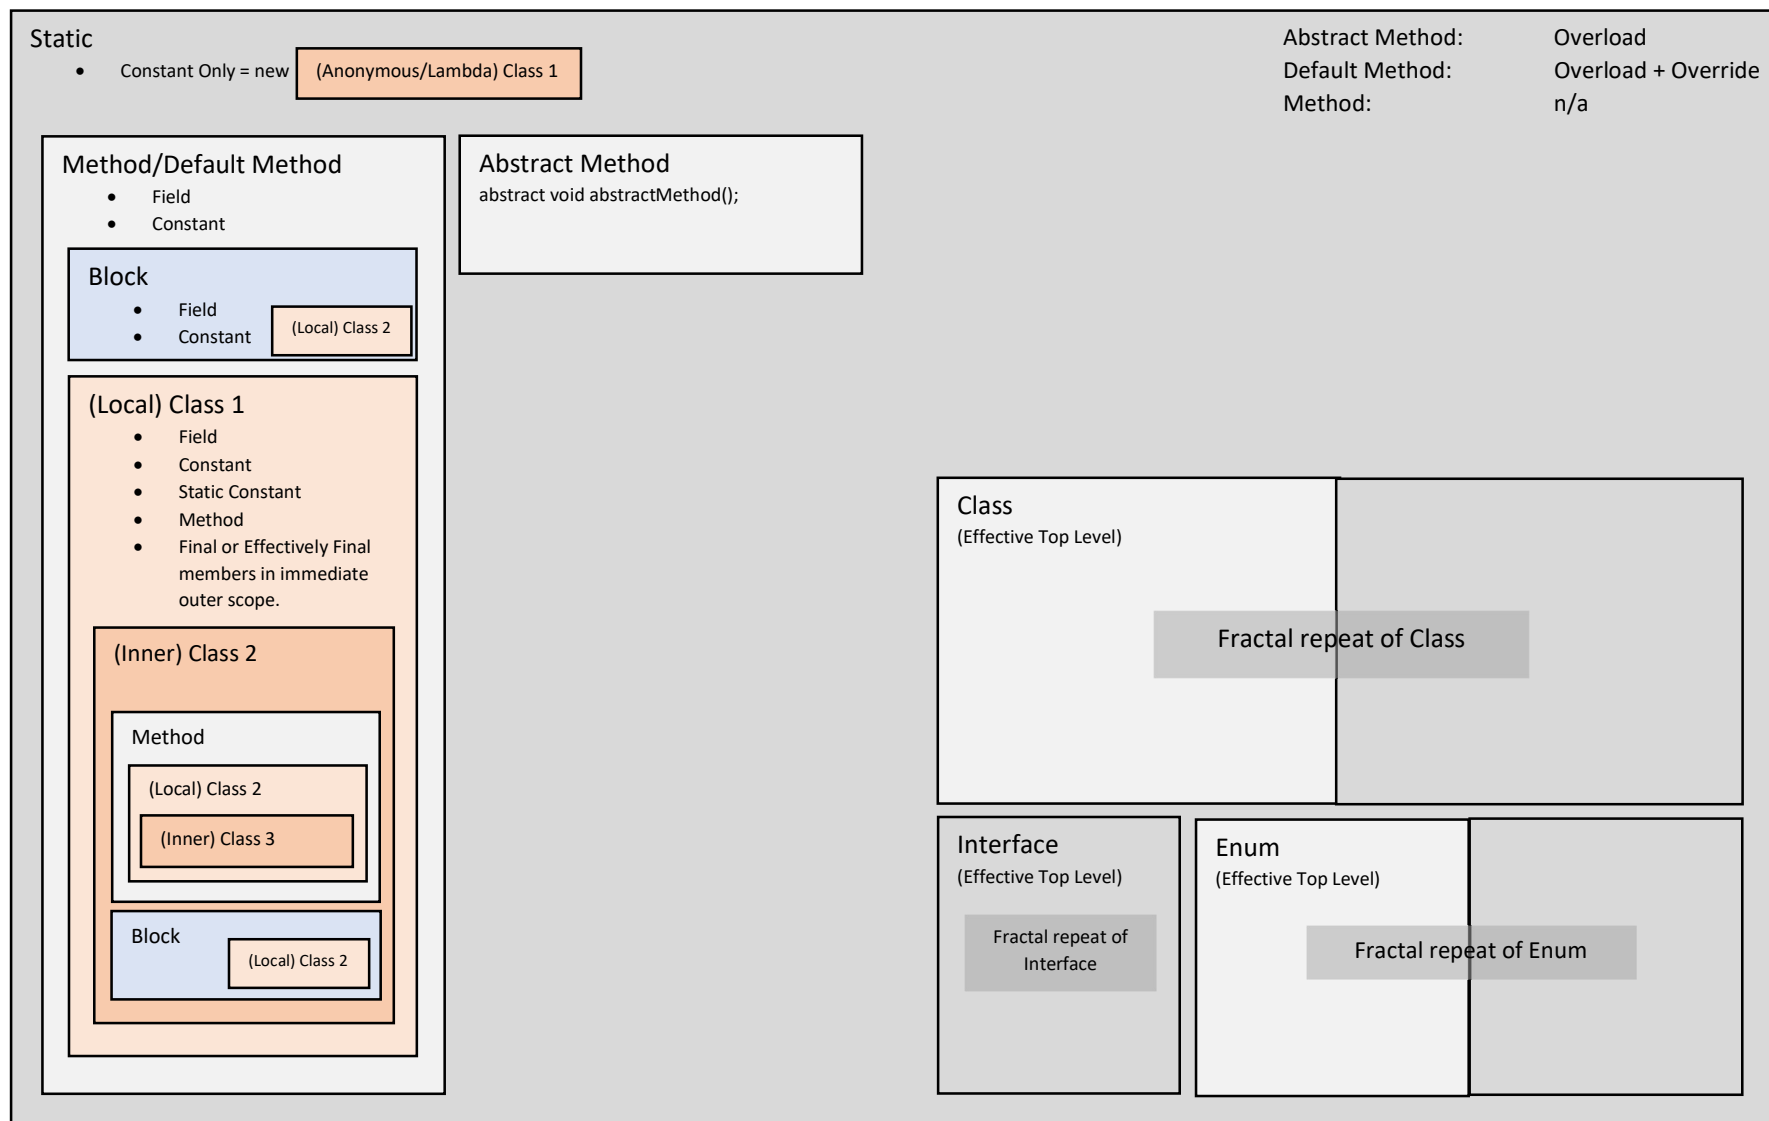 Static
• Constant Only = new (Anonymous/Lambda) Class 1
Abstract Method: Overload
Default Method: Overload + Override
Method: n/a
Method/Default Method
• Field
• Constant
Block
• Field
• Constant
(Local) Class 2
(Local) Class 1
• Field
• Constant
• Static Constant
• Method
• Final or Effectively Final
members in immediate
outer scope.
(Inner) Class 2
Method
(Local) Class 2
(Inner) Class 3
Block
(Local) Class 2
Abstract Method
abstract void abstractMethod();
Class
(Effective Top Level)
Fractal repeat of Class
Interface
(Effective Top Level)
Fractal repeat of
Interface
Enum
(Effective Top Level)
Fractal repeat of Enum